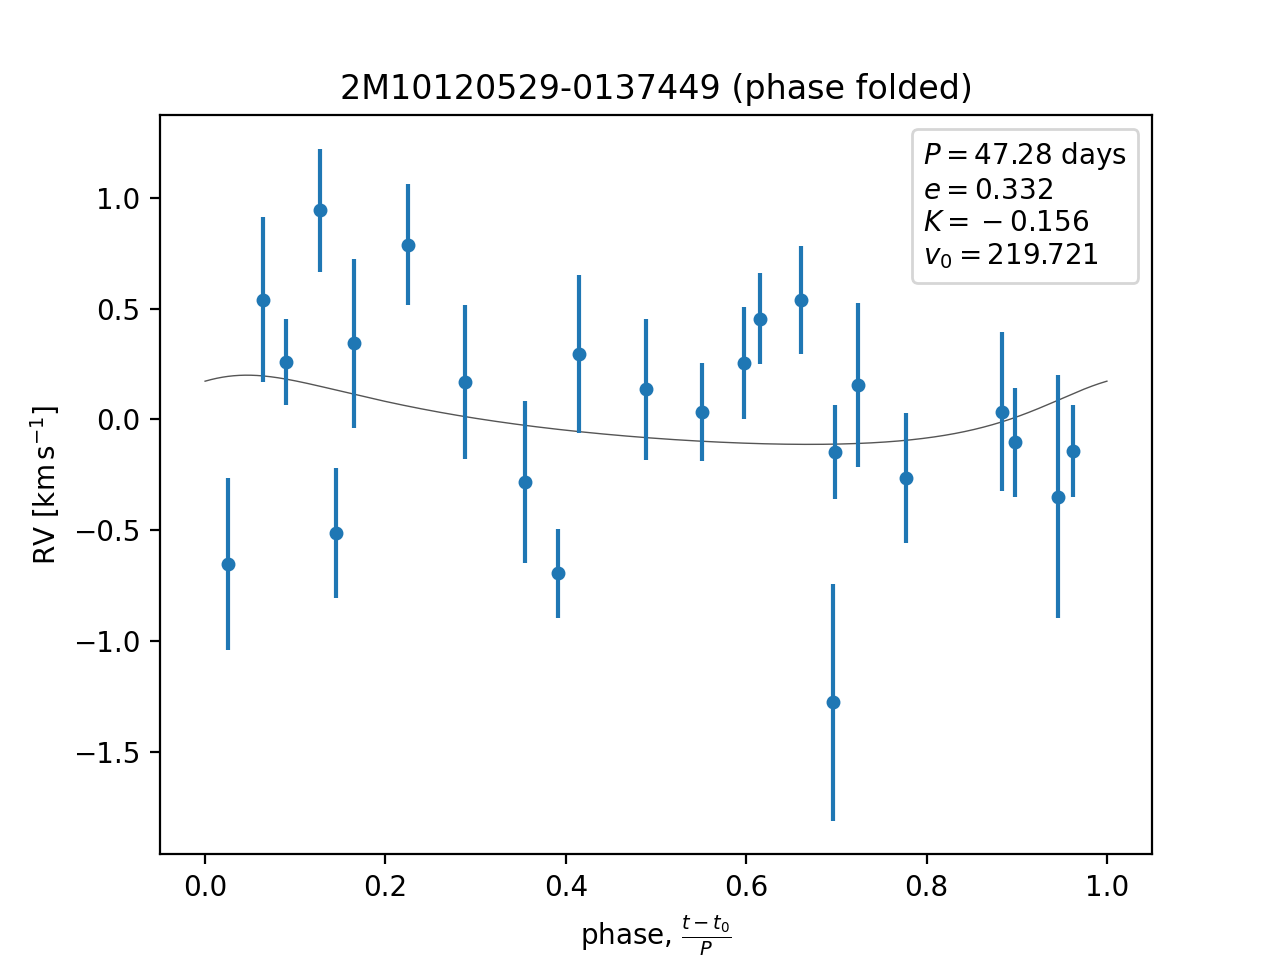 2M10120529-0137449 (phase folded)
P = 47.28 days
e = 0.332
K = −0.156
v₀ = 219.721
1.0
0.5
0.0
−0.5
−1.0
−1.5
RV [km s⁻¹]
0.0 0.2 0.4 0.6 0.8 1.0
phase, (t − t₀)/P